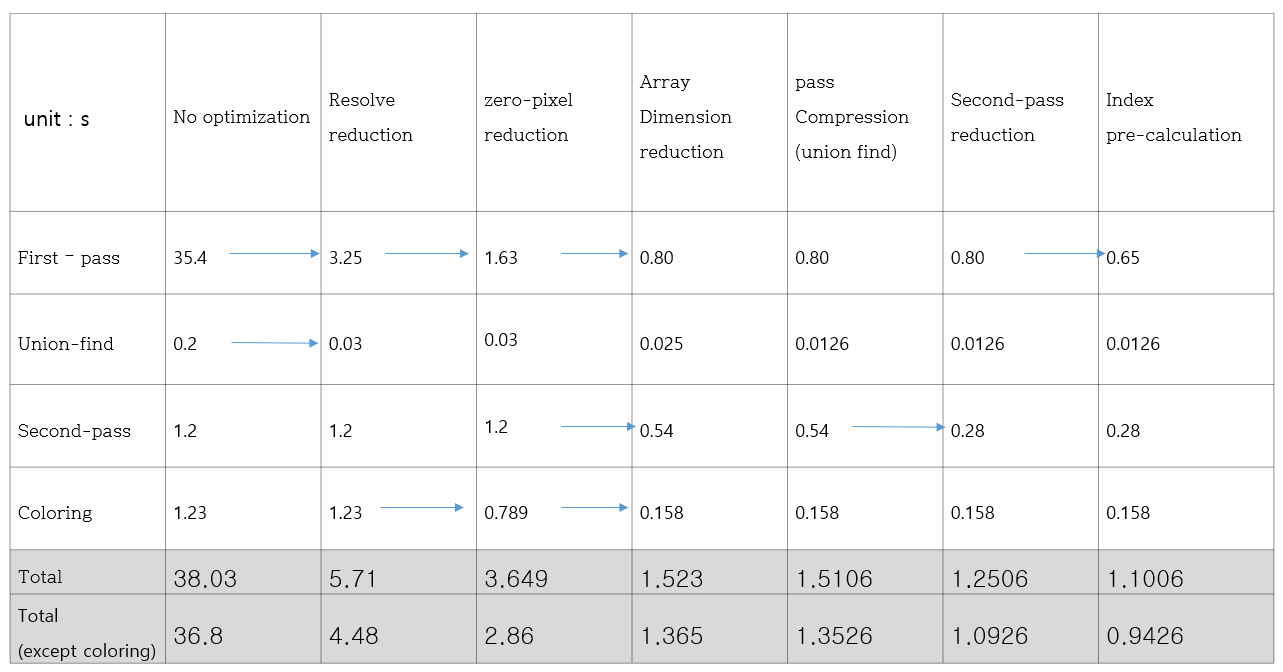 unit : s
No optimization
Resolve
reduction
zero-pixel
reduction
Array
Dimension
reduction
pass
Compression
(union find)
Second-pass
reduction
Index
pre-calculation
First - pass
35.4
3.25
1.63
0.80
0.80
0.80
0.65
Union-find
0.2
0.03
0.03
0.025
0.0126
0.0126
0.0126
Second-pass
1.2
1.2
1.2
0.54
0.54
0.28
0.28
Coloring
1.23
1.23
0.789
0.158
0.158
0.158
0.158
Total
38.03
5.71
3.649
1.523
1.5106
1.2506
1.1006
Total
(except coloring)
36.8
4.48
2.86
1.365
1.3526
1.0926
0.9426